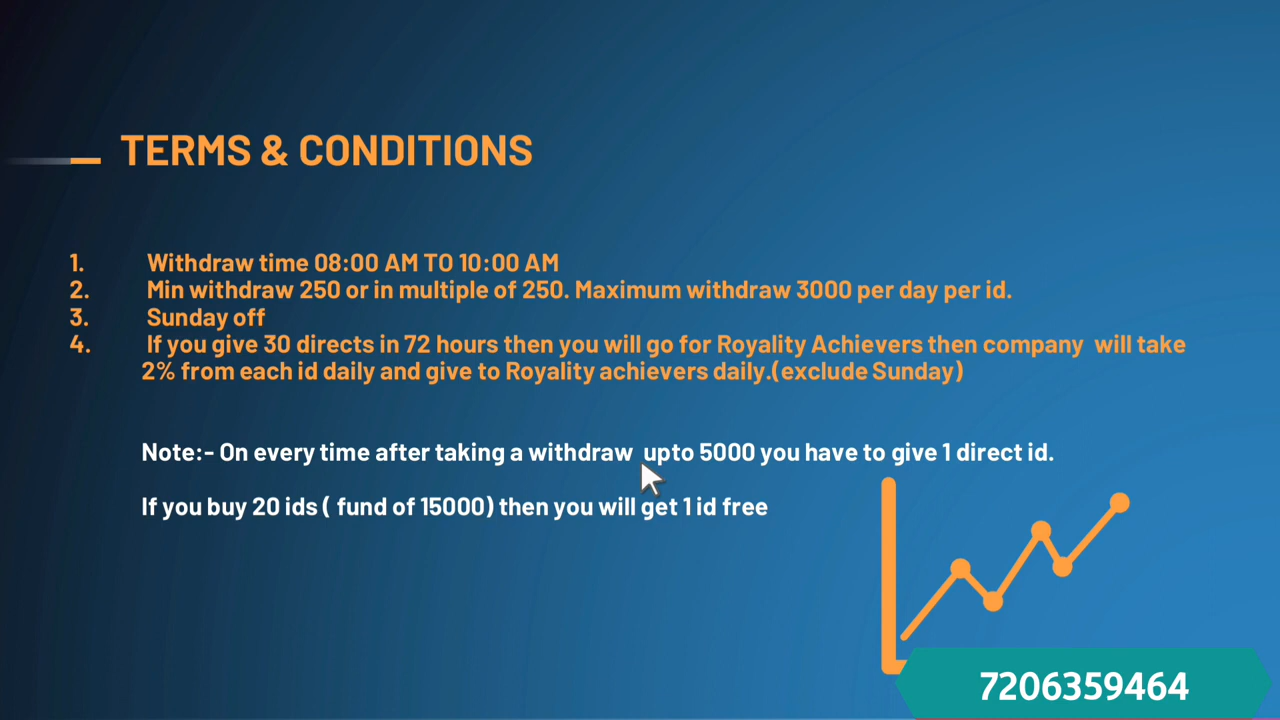 TERMS & CONDITIONS
1. Withdraw time 08:00 AM TO 10:00 AM
2. Min withdraw 250 or in multiple of 250. Maximum withdraw 3000 per day per id.
3. Sunday off
4. If you give 30 directs in 72 hours then you will go for Royality Achievers then company will take
2% from each id daily and give to Royality achievers daily.(exclude Sunday)
Note:- On every time after taking a withdraw upto 5000 you have to give 1 direct id.
If you buy 20 ids ( fund of 15000) then you will get 1 id free
7206359464